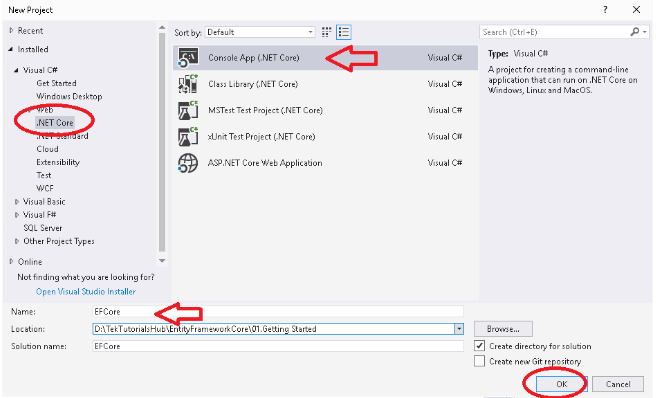 New Project
? X
Recent
Installed
Visual C#
Get Started
Windows Desktop
Web
.NET Core
.NET Standard
Cloud
Extensibility
Test
WCF
Visual Basic
Visual F#
SQL Server
Other Project Types
Online
Not finding what you are looking for?
Open Visual Studio Installer
Sort by: Default
Console App (.NET Core) Visual C#
Class Library (.NET Core) Visual C#
MSTest Test Project (.NET Core) Visual C#
xUnit Test Project (.NET Core) Visual C#
ASP.NET Core Web Application Visual C#
Search (Ctrl+E)
Type: Visual C#
A project for creating a command-line
application that can run on .NET Core on
Windows, Linux and MacOS.
Name: EFCore
Location: D:\TekTutorialsHub\EntityFrameworkCore\01.Getting Started
Solution name: EFCore
Browse...
Create directory for solution
Create new Git repository
OK Cancel